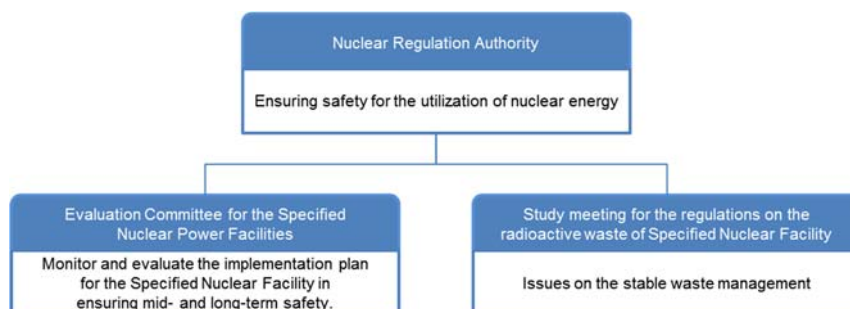 Nuclear Regulation Authority
Ensuring safety for the utilization of nuclear energy
Evaluation Committee for the Specified
Nuclear Power Facilities
Monitor and evaluate the implementation plan
for the Specified Nuclear Facility in
ensuring mid- and long-term safety.
Study meeting for the regulations on the
radioactive waste of Specified Nuclear Facility
Issues on the stable waste management